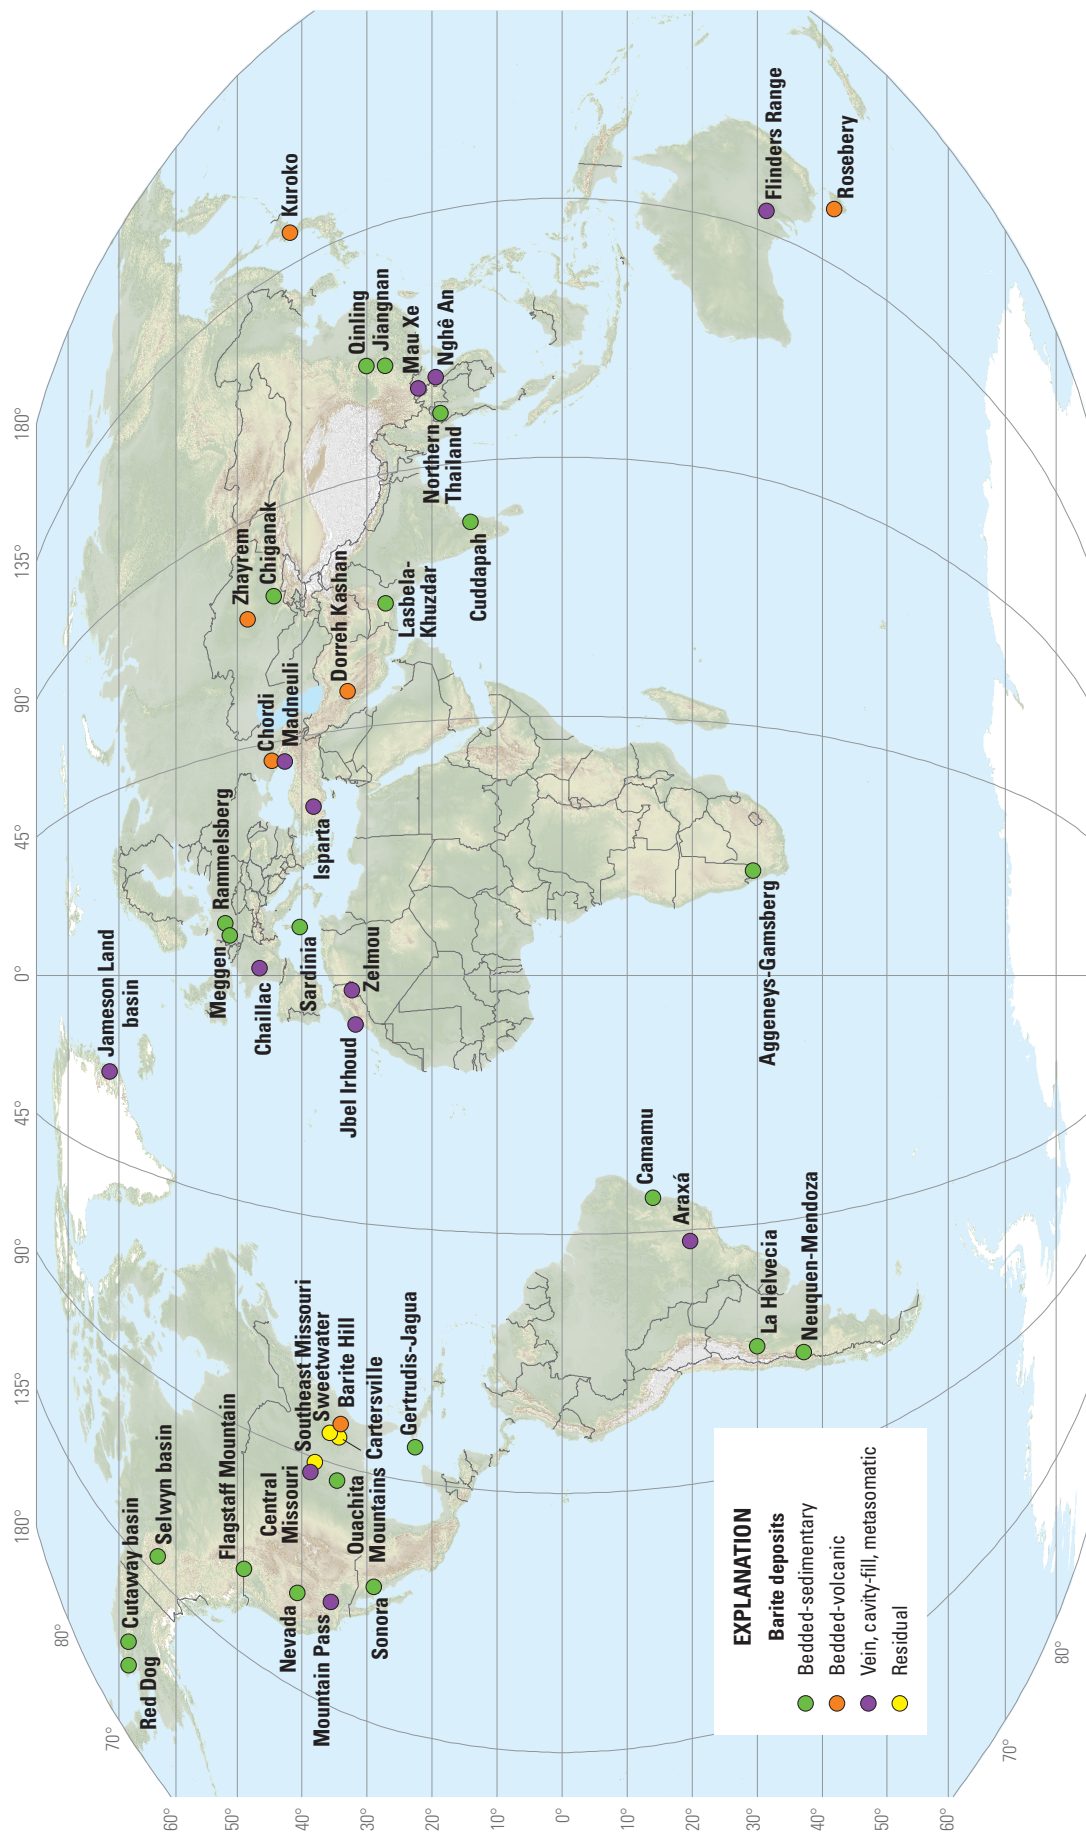 80°
70°
180°
135°
90°
45°
0°
45°
90°
135°
180°
60°
50°
40°
30°
20°
10°
0°
10°
20°
30°
40°
50°
60°
70°
80°
Red Dog
Cutaway basin
Selwyn basin
Flagstaff Mountain
Nevada
Mountain Pass
Sonora
Central
Missouri
Southeast Missouri
Sweetwater
Barite Hill
Cartersville
Ouachita
Mountains
Gertrudis-Jagua
Camamu
Araxá
La Helvecia
Neuquen-Mendoza
Jameson Land
basin
Meggen
Rammelsberg
Chaillac
Sardinia
Zelmou
Jbel Irhoud
Isparta
Chordi
Madneuli
Dorreh Kashan
Zhayrem
Chiganak
Lasbela-
Khuzdar
Cuddapah
Northern
Thailand
Qinling
Jiangnan
Mau Xe
Nghê An
Kuroko
Aggeneys-Gamsberg
Flinders Range
Rosebery
EXPLANATION
Barite deposits
Bedded-sedimentary
Bedded-volcanic
Vein, cavity-fill, metasomatic
Residual